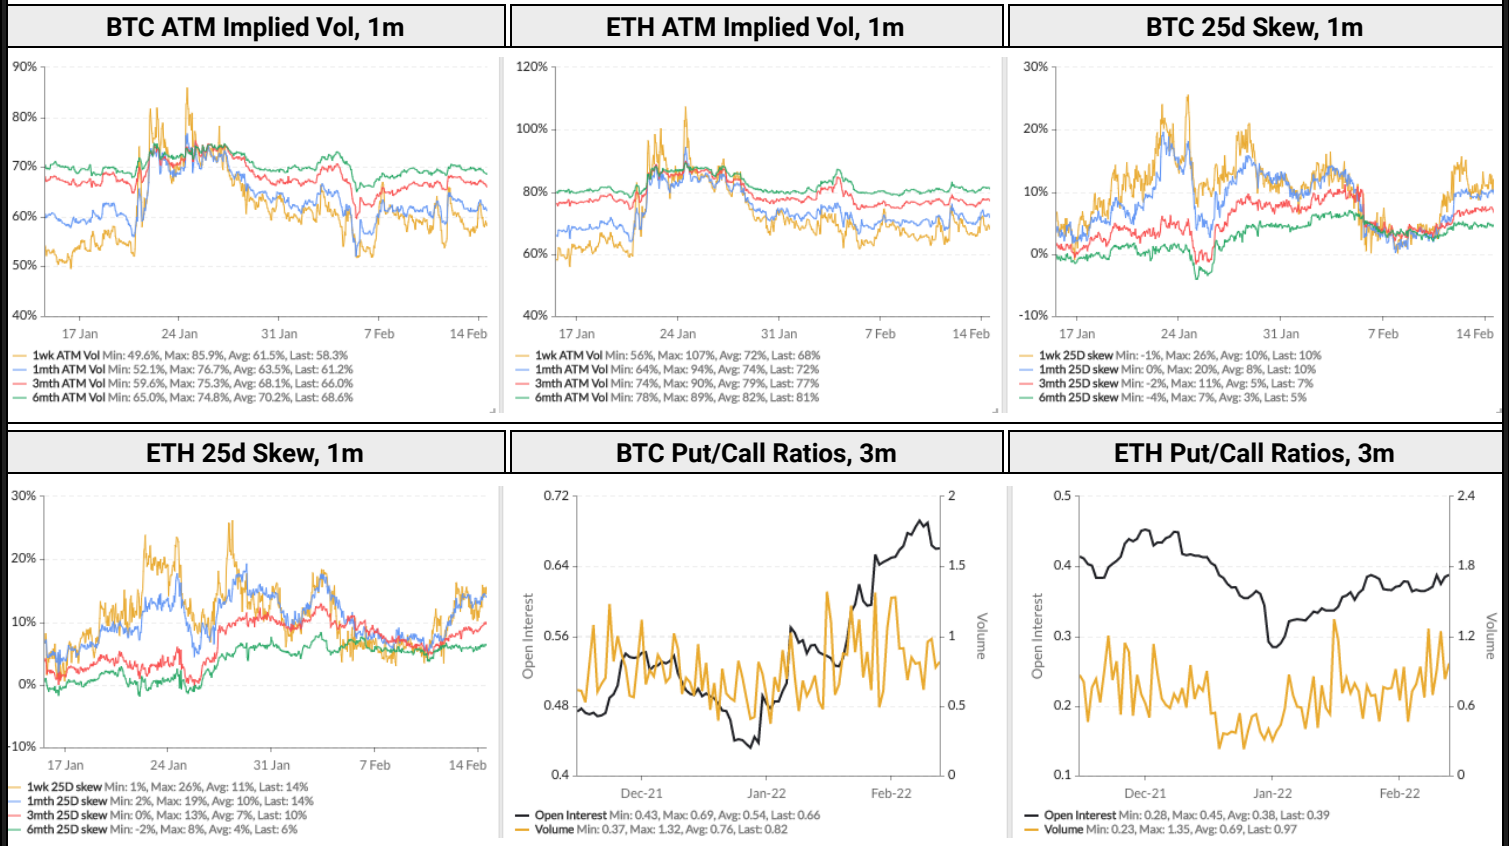 BTC ATM Implied Vol, 1m
90%
80%
70%
60%
50%
40%
17 Jan 24 Jan 31 Jan 7 Feb 14 Feb
1wk ATM Vol Min: 49.6%, Max: 85.9%, Avg: 61.5%, Last: 58.3%
1mth ATM Vol Min: 52.1%, Max: 76.7%, Avg: 63.5%, Last: 61.2%
3mth ATM Vol Min: 59.6%, Max: 75.3%, Avg: 68.1%, Last: 66.0%
6mth ATM Vol Min: 65.0%, Max: 74.8%, Avg: 70.2%, Last: 68.6%
ETH ATM Implied Vol, 1m
120%
100%
80%
60%
40%
17 Jan 24 Jan 31 Jan 7 Feb 14 Feb
1wk ATM Vol Min: 56%, Max: 107%, Avg: 72%, Last: 68%
1mth ATM Vol Min: 64%, Max: 94%, Avg: 74%, Last: 72%
3mth ATM Vol Min: 74%, Max: 90%, Avg: 79%, Last: 77%
6mth ATM Vol Min: 78%, Max: 89%, Avg: 82%, Last: 81%
BTC 25d Skew, 1m
30%
20%
10%
0%
-10%
17 Jan 24 Jan 31 Jan 7 Feb 14 Feb
1wk 25D skew Min: -1%, Max: 26%, Avg: 10%, Last: 10%
1mth 25D skew Min: 0%, Max: 20%, Avg: 8%, Last: 10%
3mth 25D skew Min: -2%, Max: 11%, Avg: 5%, Last: 7%
6mth 25D skew Min: -4%, Max: 7%, Avg: 3%, Last: 5%
ETH 25d Skew, 1m
30%
20%
10%
0%
-10%
17 Jan 24 Jan 31 Jan 7 Feb 14 Feb
1wk 25D skew Min: 1%, Max: 26%, Avg: 11%, Last: 14%
1mth 25D skew Min: 2%, Max: 19%, Avg: 10%, Last: 14%
3mth 25D skew Min: 0%, Max: 13%, Avg: 7%, Last: 10%
6mth 25D skew Min: -2%, Max: 8%, Avg: 4%, Last: 6%
BTC Put/Call Ratios, 3m
0.72 2
0.64 1.5
0.56 1
0.48 0.5
0.4 0
Open Interest
Volume
Dec-21 Jan-22 Feb-22
Open Interest Min: 0.43, Max: 0.69, Avg: 0.54, Last: 0.66
Volume Min: 0.37, Max: 1.32, Avg: 0.76, Last: 0.82
ETH Put/Call Ratios, 3m
0.5 2.4
0.4 1.8
0.3 1.2
0.2 0.6
0.1 0
Open Interest
Volume
Dec-21 Jan-22 Feb-22
Open Interest Min: 0.28, Max: 0.45, Avg: 0.38, Last: 0.39
Volume Min: 0.23, Max: 1.35, Avg: 0.69, Last: 0.97